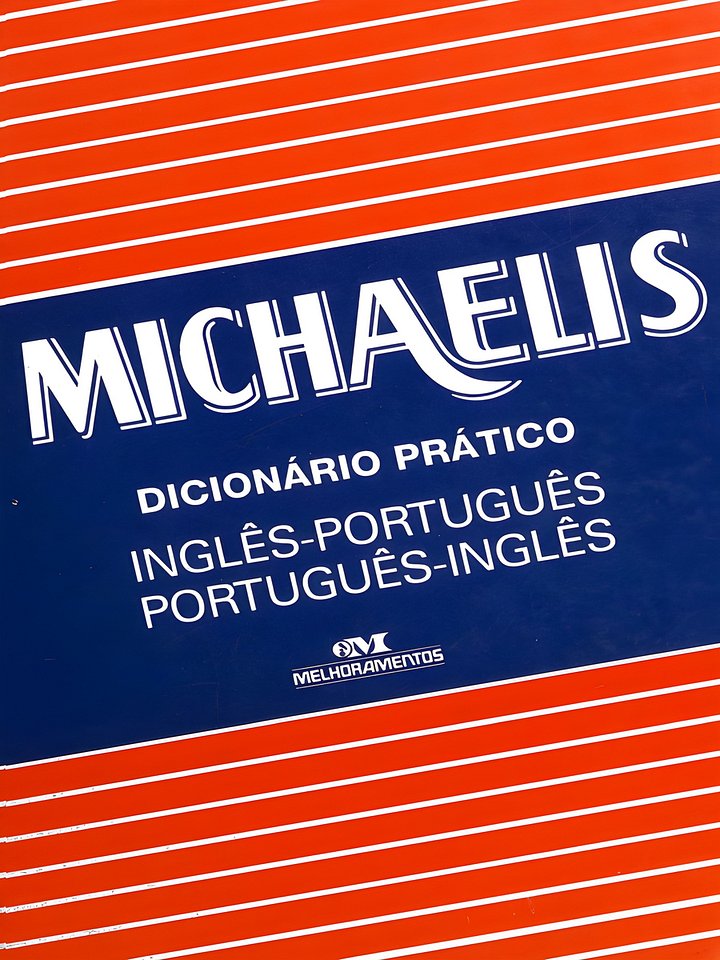 MICHAELIS
DICIONÁRIO PRÁTICO
INGLÊS-PORTUGUÊS
PORTUGUÊS-INGLÊS
MELHORAMENTOS